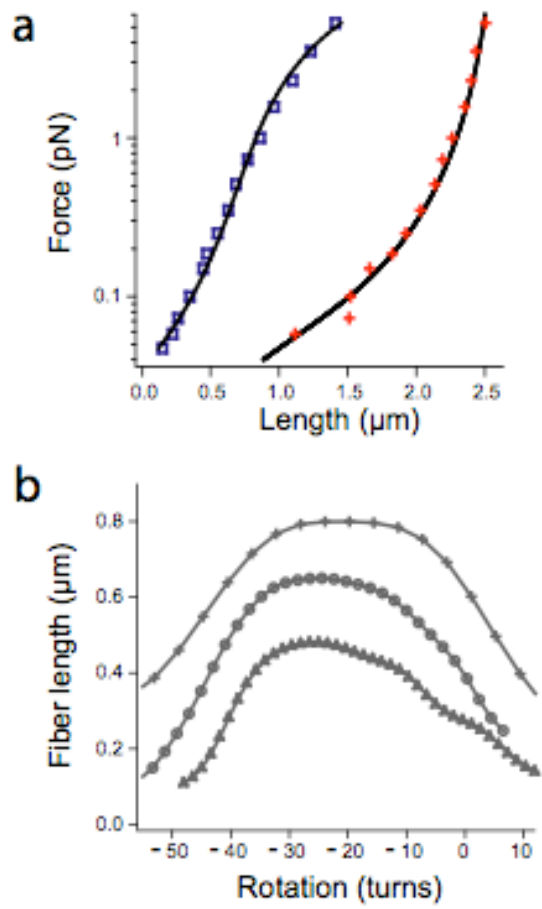 a
Force (pN)
1
0.1
0.0 0.5 1.0 1.5 2.0 2.5
Length (μm)
b
Fiber length (μm)
0.8
0.6
0.4
0.2
0.0
-50 -40 -30 -20 -10 0 10
Rotation (turns)